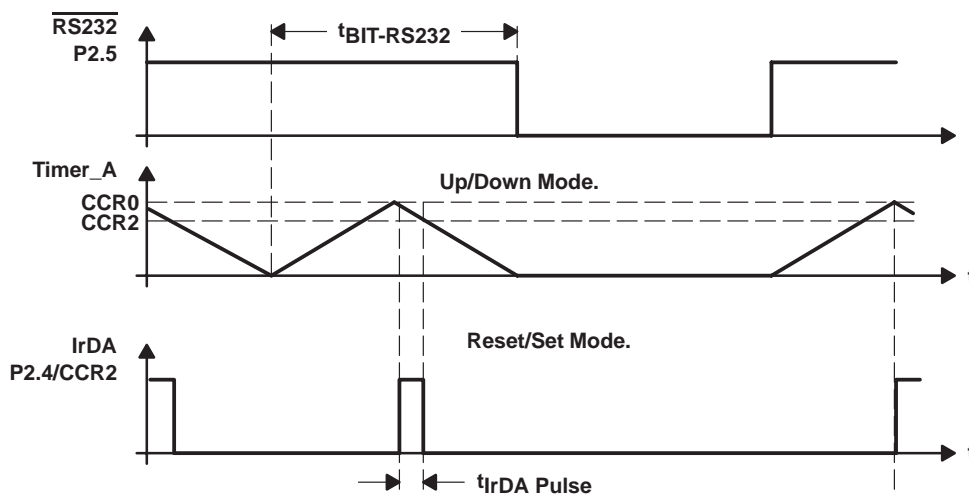 RS232
P2.5
tBIT-RS232
Timer_A
Up/Down Mode.
CCR0
CCR2
t
IrDA
Reset/Set Mode.
P2.4/CCR2
t
tIrDA Pulse